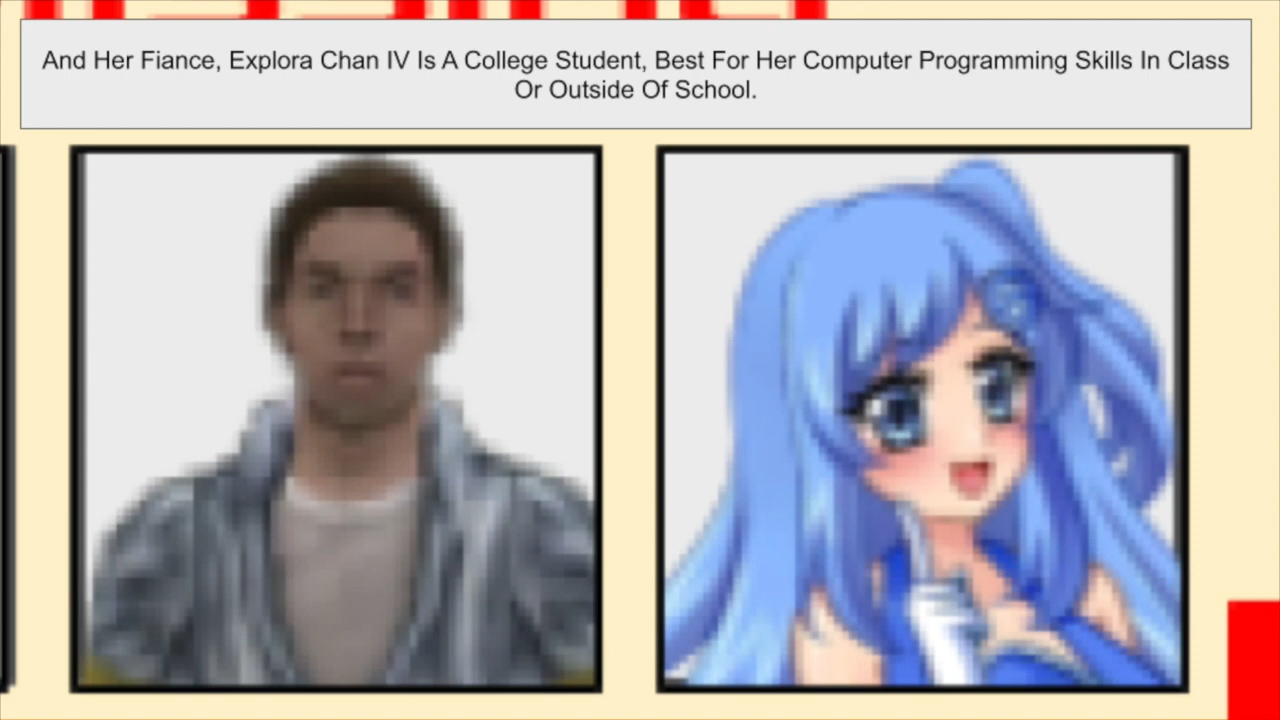 And Her Fiance, Explora Chan IV Is A College Student, Best For Her Computer Programming Skills In Class
Or Outside Of School.